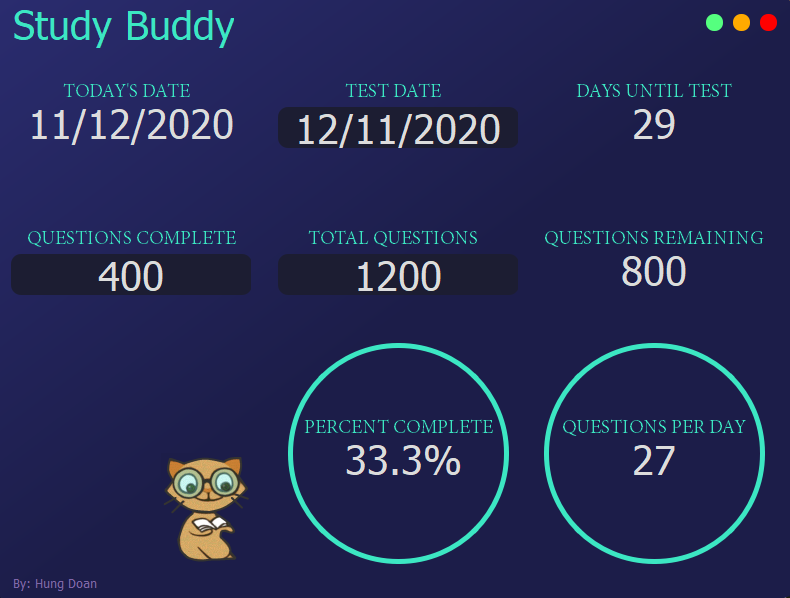 Study Buddy
TODAY'S DATE
11/12/2020
TEST DATE
12/11/2020
DAYS UNTIL TEST
29
QUESTIONS COMPLETE
400
TOTAL QUESTIONS
1200
QUESTIONS REMAINING
800
PERCENT COMPLETE
33.3%
QUESTIONS PER DAY
27
By: Hung Doan